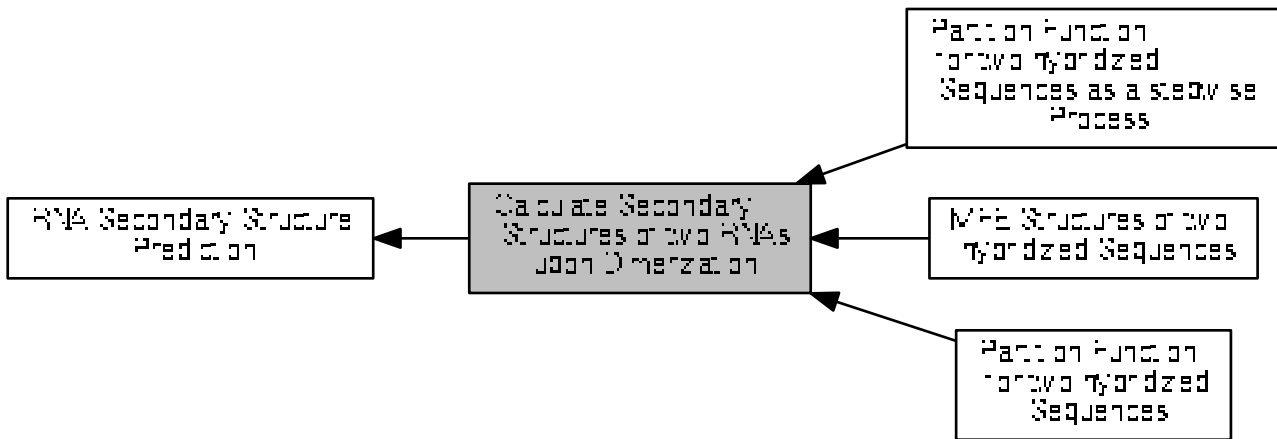 RNA Secondary Structure
Prediction
Calculate Secondary
Structures of two RNAs
upon Dimerization
Partition Function
for two hybridized
Sequences as a stepwise
Process
MFE Structures of two
hybridized Sequences
Partition Function
for two hybridized
Sequences